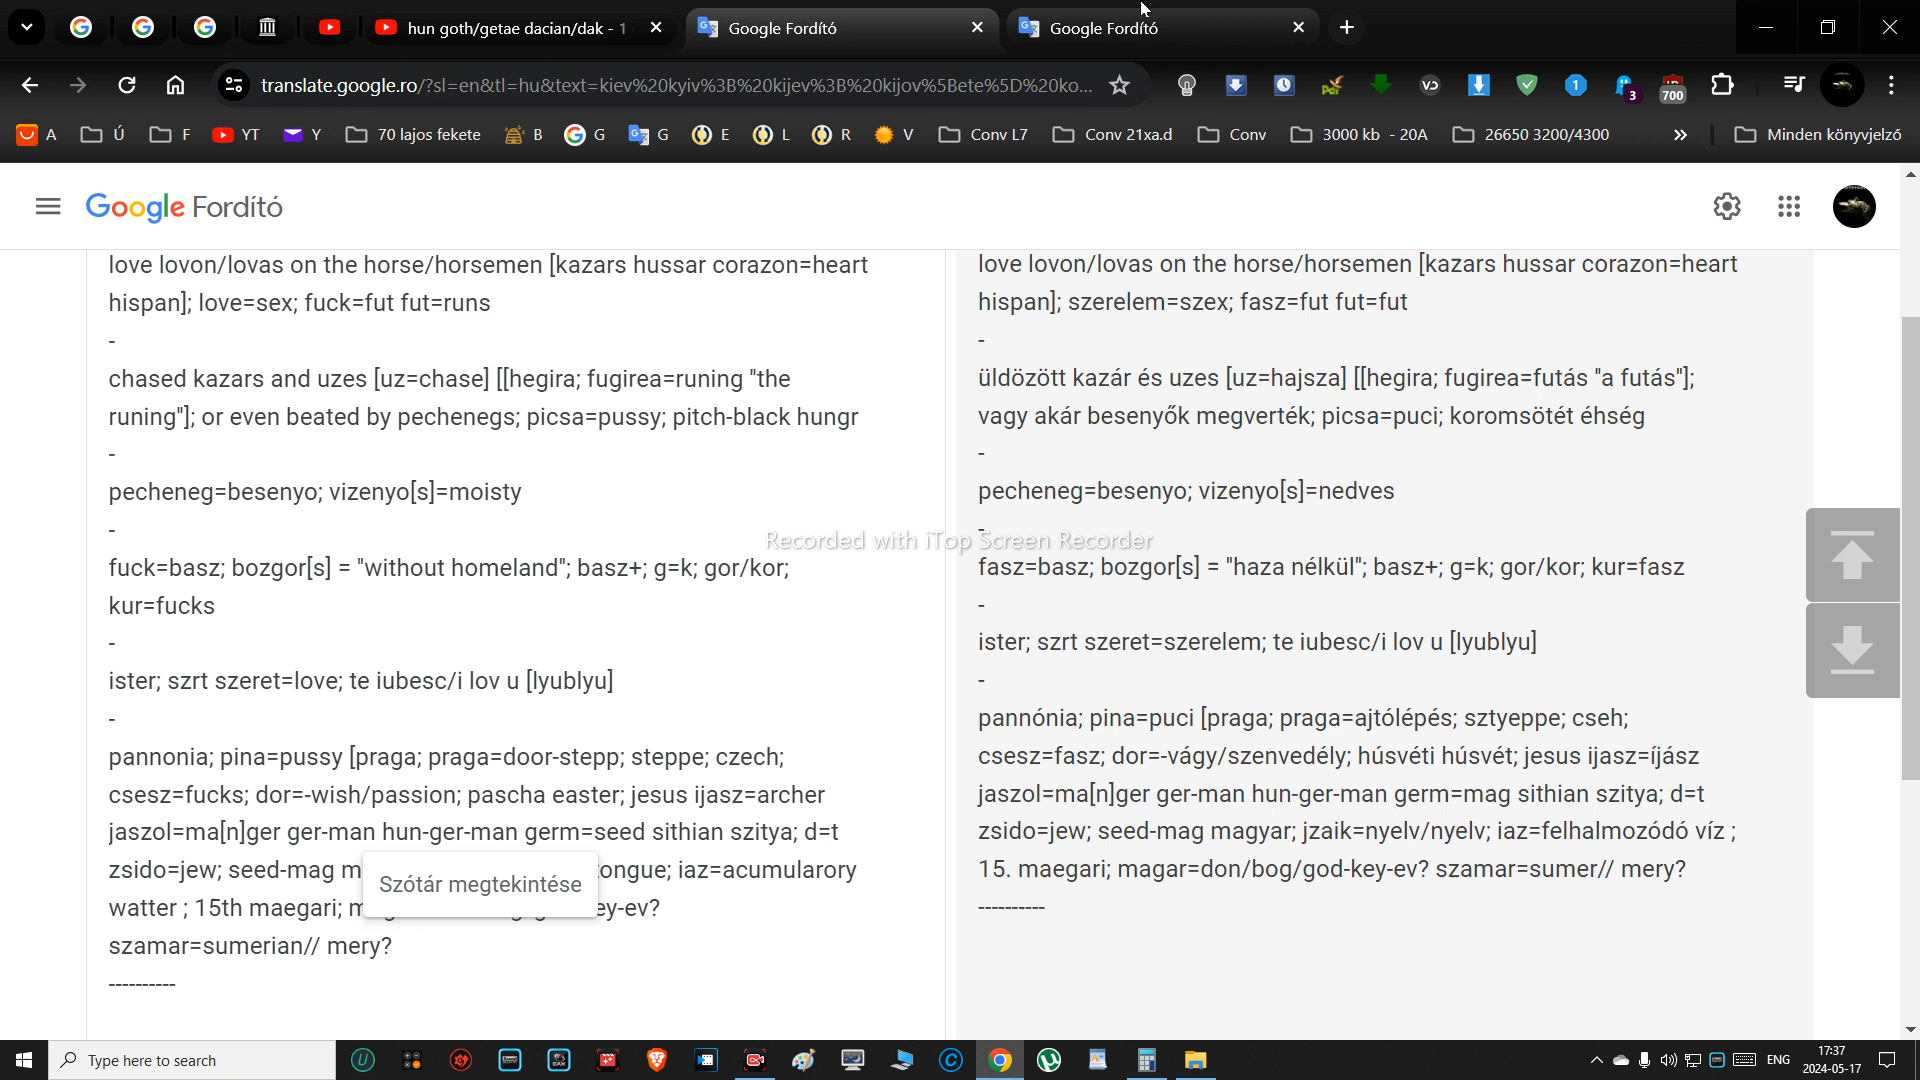 hun goth/getae dacian/dak - 1
Google Fordító
Google Fordító
translate.google.ro/?sl=en&tl=hu&text=kiev%20kyiv%3B%20kijev%3B%20kijov%5Bete%5D%20ko...
3
700
A
Ú
F
YT
Y
70 lajos fekete
B
G
G
E
L
R
V
Conv L7
Conv 21xa.d
Conv
3000 kb - 20A
26650 3200/4300
»
Minden könyvjelző
Google Fordító
love lovon/lovas on the horse/horsemen [kazars hussar corazon=heart
hispan]; love=sex; fuck=fut fut=runs
-
chased kazars and uzes [uz=chase] [[hegira; fugirea=runing "the
runing"]; or even beated by pechenegs; picsa=pussy; pitch-black hungr
-
pecheneg=besenyo; vizenyo[s]=moisty
-
fuck=basz; bozgor[s] = "without homeland"; basz+; g=k; gor/kor;
kur=fucks
-
ister; szrt szeret=love; te iubesc/i lov u [lyublyu]
-
pannonia; pina=pussy [praga; praga=door-stepp; steppe; czech;
csesz=fucks; dor=-wish/passion; pascha easter; jesus ijasz=archer
jaszol=ma[n]ger ger-man hun-ger-man germ=seed sithian szitya; d=t
zsido=jew; seed-mag m ongue; iaz=acumularory
watter ; 15th maegari; m ey-ev?
szamar=sumerian// mery?
----------
Szótár megtekintése
love lovon/lovas on the horse/horsemen [kazars hussar corazon=heart
hispan]; szerelem=szex; fasz=fut fut=fut
-
üldözött kazár és uzes [uz=hajsza] [[hegira; fugirea=futás "a futás"];
vagy akár besenyők megverték; picsa=puci; koromsötét éhség
-
pecheneg=besenyo; vizenyo[s]=nedves
-
fasz=basz; bozgor[s] = "haza nélkül"; basz+; g=k; gor/kor; kur=fasz
-
ister; szrt szeret=szerelem; te iubesc/i lov u [lyublyu]
-
pannónia; pina=puci [praga; praga=ajtólépés; sztyeppe; cseh;
csesz=fasz; dor=-vágy/szenvedély; húsvéti húsvét; jesus ijasz=íjász
jaszol=ma[n]ger ger-man hun-ger-man germ=mag sithian szitya; d=t
zsido=jew; seed-mag magyar; jzaik=nyelv/nyelv; iaz=felhalmozódó víz ;
15. maegari; magar=don/bog/god-key-ev? szamar=sumer// mery?
----------
Recorded with iTop Screen Recorder
Type here to search
ENG
17:37
2024-05-17